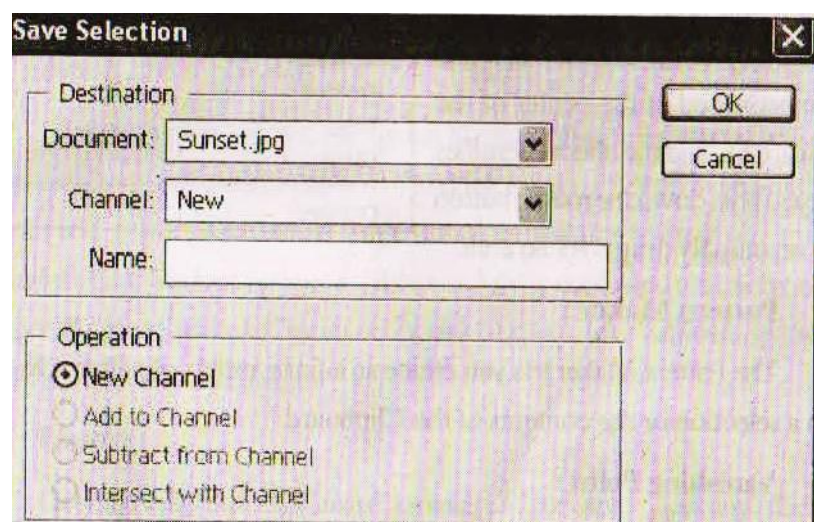 Save Selection
Destination
Document: Sunset.jpg
Channel: New
Name:
OK
Cancel
Operation
New Channel
Add to Channel
Subtract from Channel
Intersect with Channel